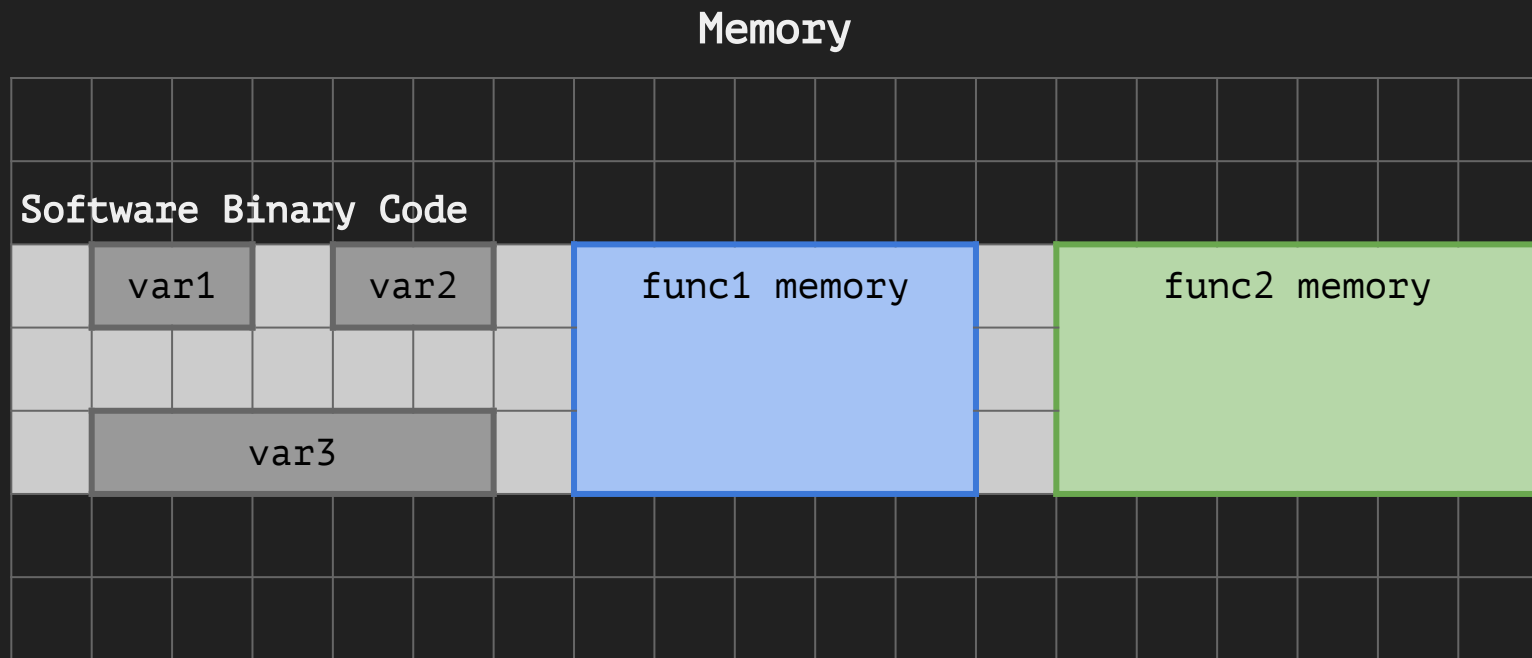 Memory
Software Binary Code
var1
var2
func1 memory
func2 memory
var3